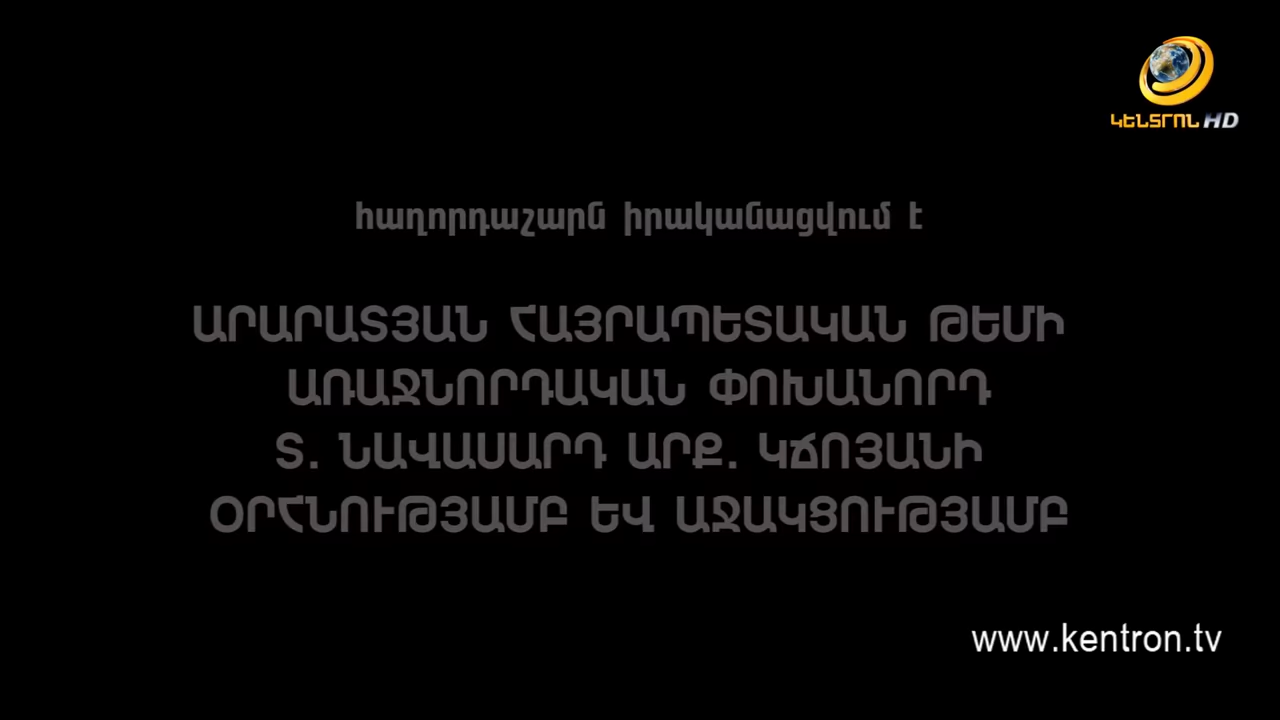 ԿԵՆՏՐՈՆ HD
հաղորդաշարն իրականացվում է
ԱՐԱՐԱՏՅԱՆ ՀԱՅՐԱՊԵՏԱԿԱՆ ԹԵՄԻ
ԱՌԱՋՆՈՐԴԱԿԱՆ ՓՈԽԱՆՈՐԴ
Տ. ՆԱՎԱՍԱՐԴ ԱՐՔ. ԿՃՈՅԱՆԻ
ՕՐՀՆՈՒԹՅԱՄԲ ԵՎ ԱՋԱԿՑՈՒԹՅԱՄԲ
www.kentron.tv